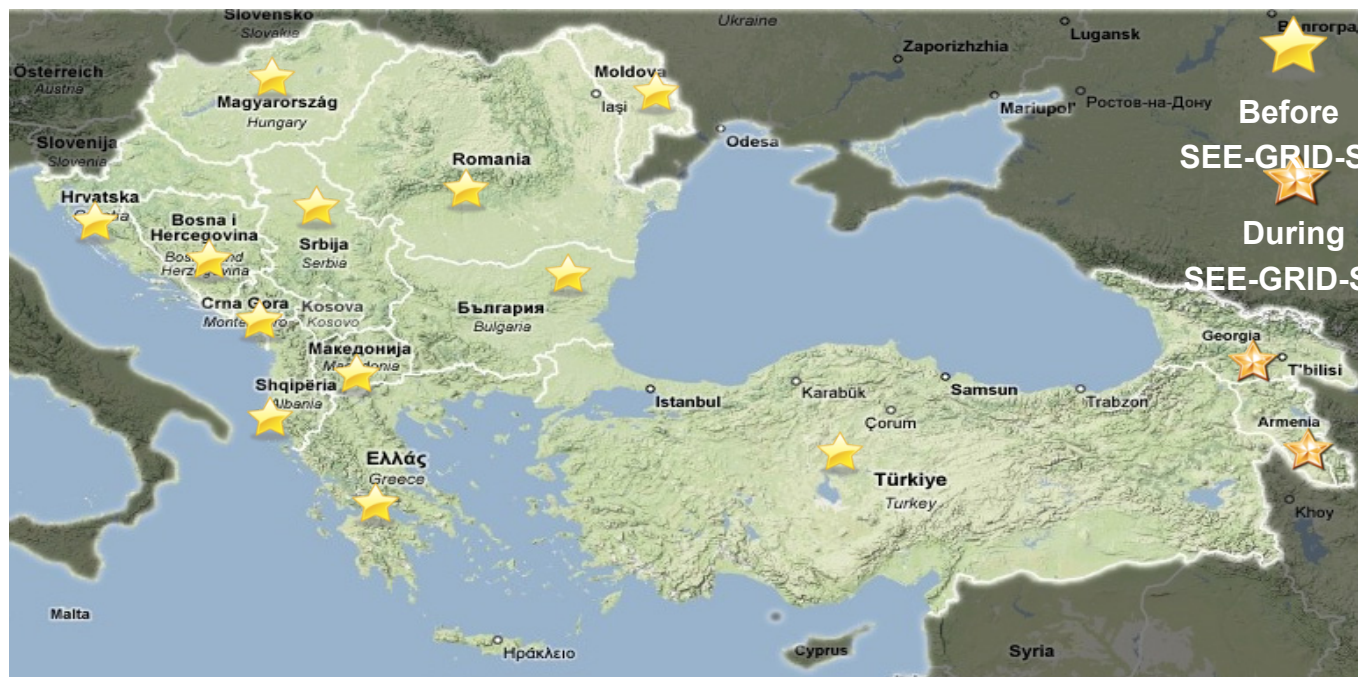 Slovensko
Slovakia
Ukraine
Österreich
Austria
Magyarország
Hungary
Slovenija
Slovenia
Moldova
Iaşi
Zaporizhzhia
Lugansk
Mariupol'
Ростов-на-Дону
Odesa
Before
SEE-GRID-S
During
SEE-GRID-S
Romania
Hrvatska
Bosna i
Hercegovina
Srbija
Serbia
Crna Gora
Kosova
Kosovo
България
Bulgaria
Македонија
Shqipëria
Albania
Ελλάς
Greece
Istanbul
Karabük
Samsun
Çorum
Trabzon
Türkiye
Turkey
Georgia
T'bilisi
Armenia
Khoy
Malta
Ηράκλειο
Cyprus
Syria